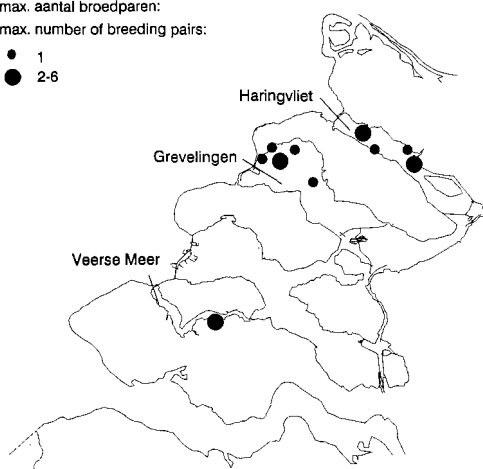 max. aantal broedparen:
max. number of breeding pairs:
1
2-6
Haringvliet
Grevelingen
Veerse Meer